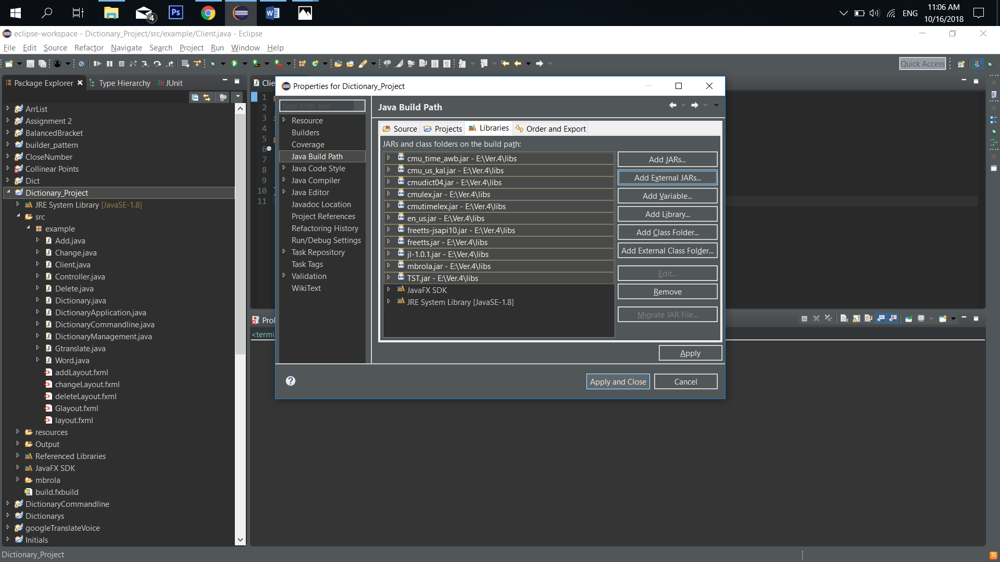 4
Ps
ENG
11:06 AM
10/16/2018
eclipse-workspace - Dictionary_Project/src/example/Client.java - Eclipse
File Edit Source Refactor Navigate Search Project Run Window Help
Quick Access
Package Explorer
Type Hierarchy
JUnit
ArrList
Assignment 2
BalancedBracket
builder_pattern
CloseNumber
Collinear Points
Dict
Dictionary_Project
JRE System Library [JavaSE-1.8]
src
example
Add.java
Change.java
Client.java
Controller.java
Delete.java
Dictionary.java
DictionaryApplication.java
DictionaryCommandline.java
DictionaryManagement.java
Gtranslate.java
Word.java
addLayout.fxml
changeLayout.fxml
deleteLayout.fxml
Glayout.fxml
layout.fxml
resources
Output
Referenced Libraries
JavaFX SDK
mbrola
build.fxbuild
DictionaryCommandline
Dictionarys
googleTranslateVoice
Initials
Dictionary_Project
Clie
1
2
3
4
5
6
7
8
9
10
11
Prol
<termi
Properties for Dictionary_Project
type filter text
Resource
Builders
Coverage
Java Build Path
Java Code Style
Java Compiler
Java Editor
Javadoc Location
Project References
Refactoring History
Run/Debug Settings
Task Repository
Task Tags
Validation
WikiText
Java Build Path
Source Projects Libraries Order and Export
JARs and class folders on the build path:
cmu_time_awb.jar - E:\Ver.4\libs
cmu_us_kal.jar - E:\Ver.4\libs
cmudict04.jar - E:\Ver.4\libs
cmulex.jar - E:\Ver.4\libs
cmutimelex.jar - E:\Ver.4\libs
en_us.jar - E:\Ver.4\libs
freetts-jsapi10.jar - E:\Ver.4\libs
freetts.jar - E:\Ver.4\libs
jl-1.0.1.jar - E:\Ver.4\libs
mbrola.jar - E:\Ver.4\libs
TST.jar - E:\Ver.4\libs
JavaFX SDK
JRE System Library [JavaSE-1.8]
Add JARs...
Add External JARs...
Add Variable...
Add Library...
Add Class Folder...
Add External Class Folder...
Edit...
Remove
Migrate JAR File...
Apply
Apply and Close
Cancel